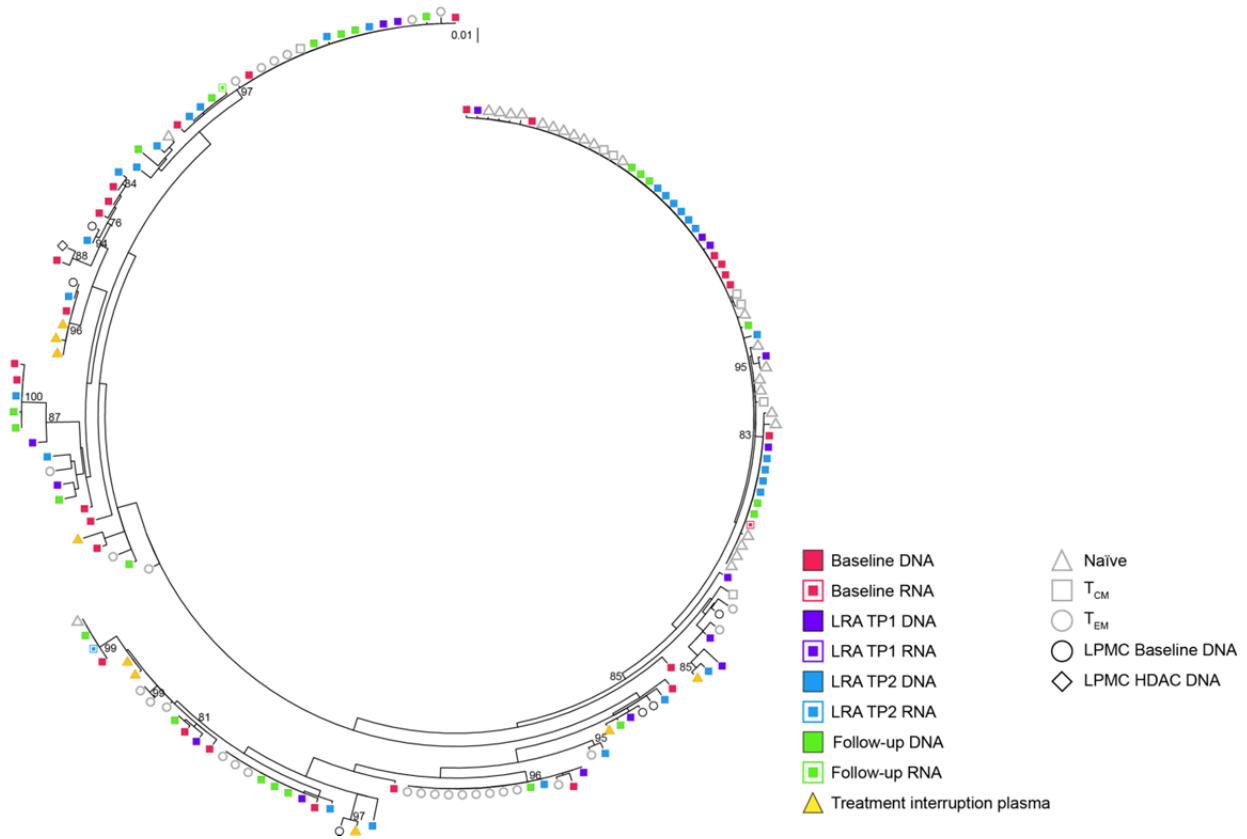 0.01
97
84
76
94
88
96
100
87
95
83
99
99
81
85
85
95
96
97
Baseline DNA
Baseline RNA
LRA TP1 DNA
LRA TP1 RNA
LRA TP2 DNA
LRA TP2 RNA
Follow-up DNA
Follow-up RNA
Treatment interruption plasma
Naïve
TCM
TEM
LPMC Baseline DNA
LPMC HDAC DNA